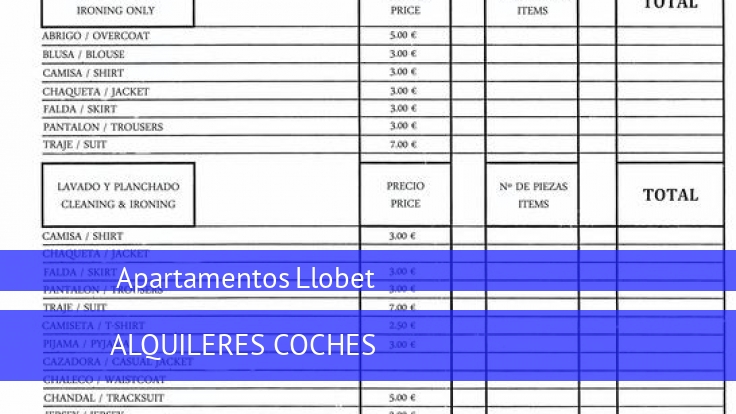 IRONING ONLY PRICE ITEMS TOTAL
ABRIGO / OVERCOAT 5.00 €
BLUSA / BLOUSE 3.00 €
CAMISA / SHIRT 3.00 €
CHAQUETA / JACKET 3.00 €
FALDA / SKIRT 3.00 €
PANTALON / TROUSERS 3.00 €
TRAJE / SUIT 7.00 €
LAVADO Y PLANCHADO PRECIO Nº DE PIEZAS
TOTAL
CLEANING & IRONING PRICE ITEMS
CAMISA / SHIRT 3.00 €
CHAQUETA / JACKET
FALDA / SKIRT 3.00 €
Apartamentos Llobet
PANTALON / TROUSERS 3.00 €
TRAJE / SUIT 7.00 €
CAMISETA / T-SHIRT 2.50 €
PIJAMA / 3.00 €
ALQUILERES COCHES
CAZADORA / CASUAL JACKET
CHALECO / WAISTCOAT
CHANDAL / TRACKSUIT 5.00 €
JERSEY / JERSEY